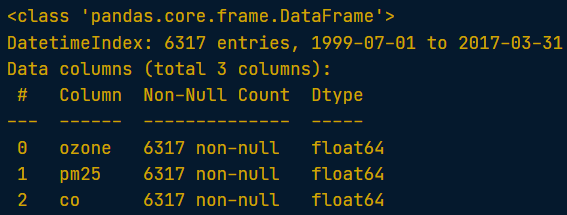 <class 'pandas.core.frame.DataFrame'>
DatetimeIndex: 6317 entries, 1999-07-01 to 2017-03-31
Data columns (total 3 columns):
 #   Column  Non-Null Count  Dtype
---  ------  --------------  -----
 0   ozone   6317 non-null   float64
 1   pm25    6317 non-null   float64
 2   co      6317 non-null   float64